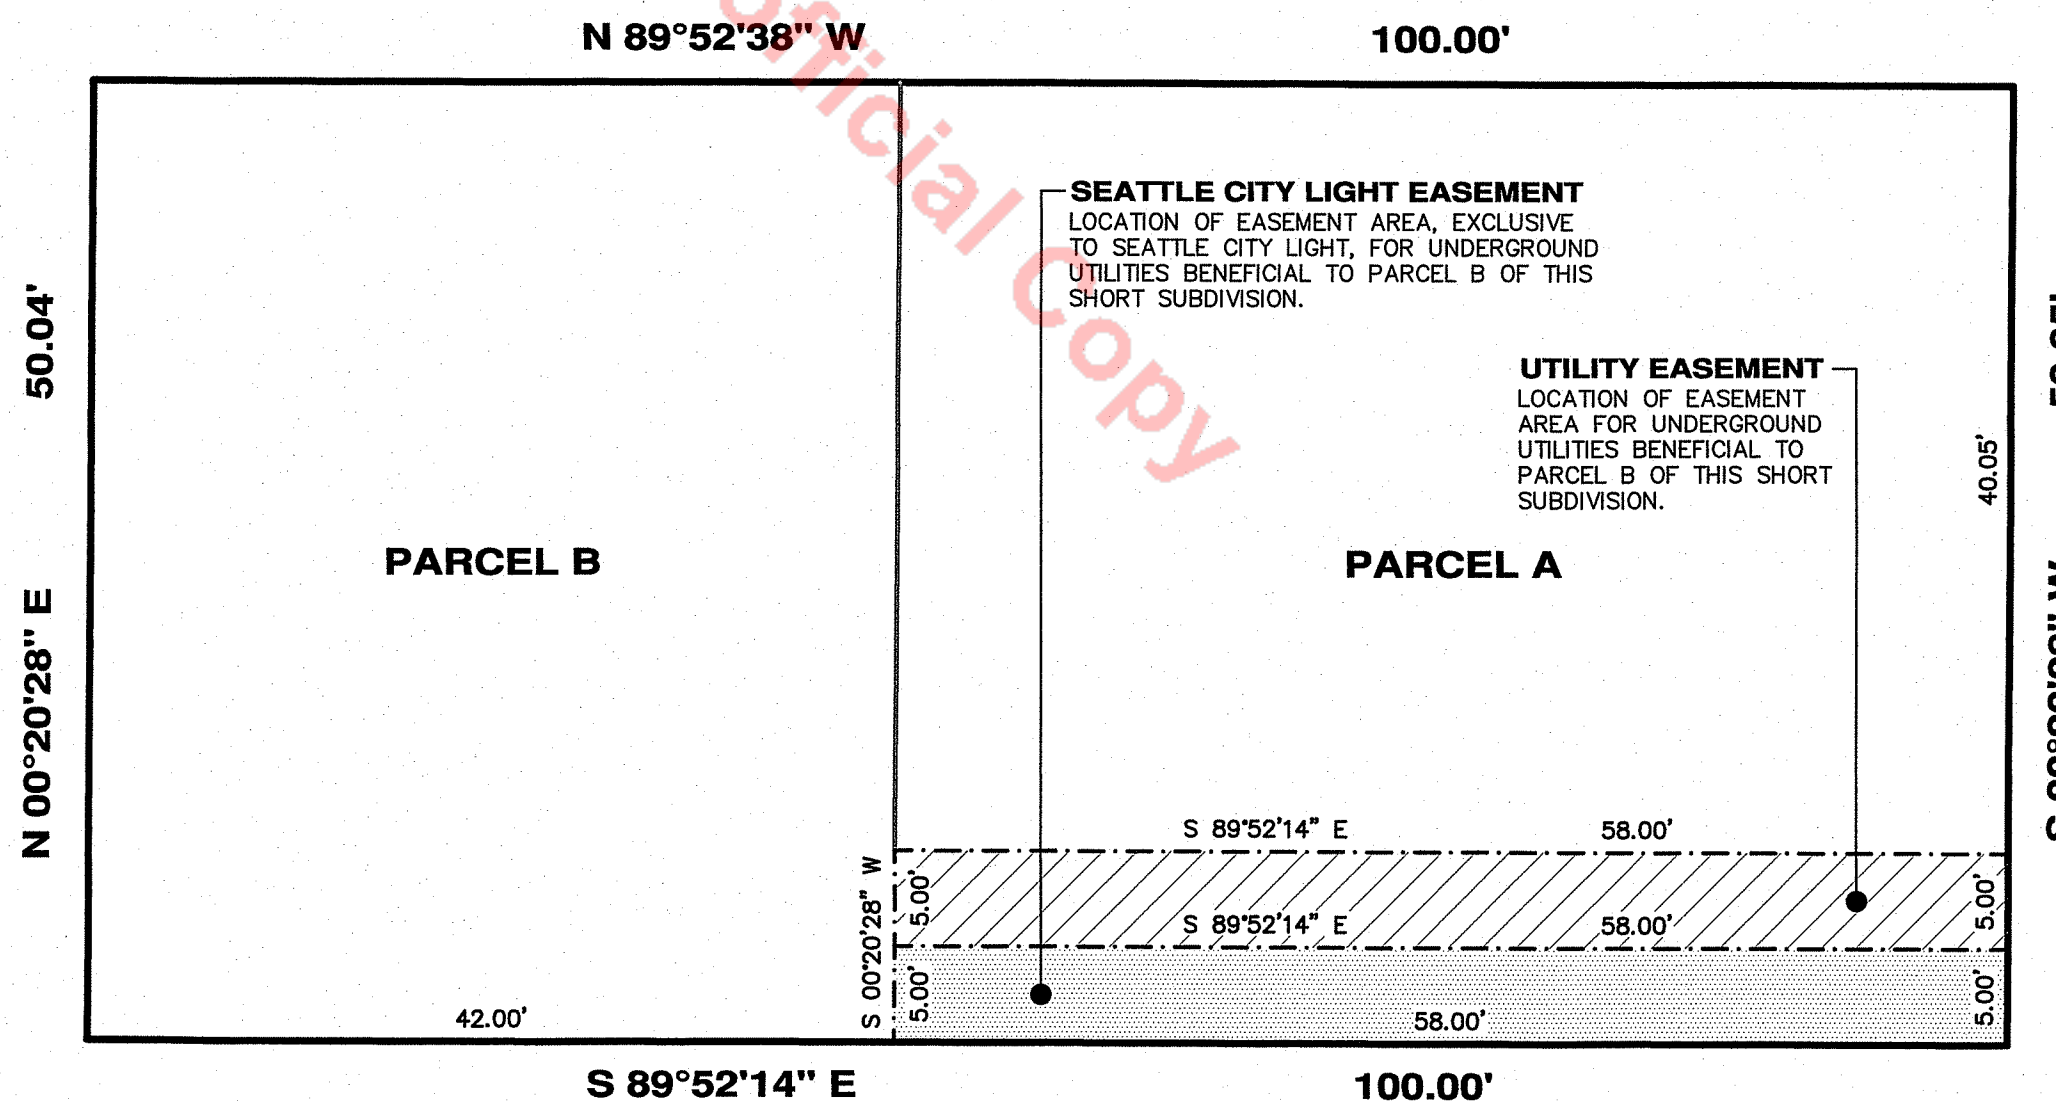 N 89°52'38" W 100.00'
official Copy
SEATTLE CITY LIGHT EASEMENT
LOCATION OF EASEMENT AREA, EXCLUSIVE
TO SEATTLE CITY LIGHT, FOR UNDERGROUND
UTILITIES BENEFICIAL TO PARCEL B OF THIS
SHORT SUBDIVISION.
UTILITY EASEMENT
LOCATION OF EASEMENT
AREA FOR UNDERGROUND
UTILITIES BENEFICIAL TO
PARCEL B OF THIS SHORT
SUBDIVISION.
N 00°20'28" E 50.04'
40.05'
PARCEL B
PARCEL A
S 89°52'14" E 58.00'
S 00°20'28" W
5.00'
5.00'
S 89°52'14" E 58.00'
5.00'
5.00'
42.00'
58.00'
S 89°52'14" E 100.00'